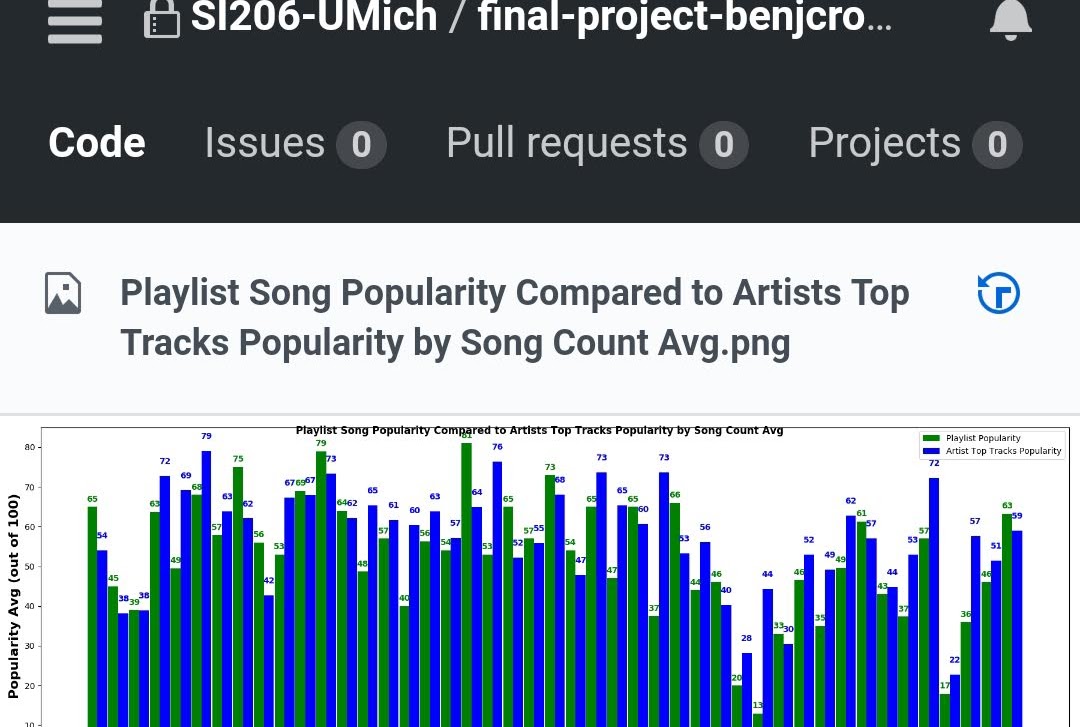 SI206-UMich / final-project-benjcro...
Code Issues 0 Pull requests 0 Projects 0
Playlist Song Popularity Compared to Artists Top
Tracks Popularity by Song Count Avg.png
Playlist Song Popularity Compared to Artists Top Tracks Popularity by Song Count Avg
Playlist Popularity
Artist Top Tracks Popularity
Popularity Avg (out of 100)
80
70
60
50
40
30
20
10
65 54 45 38 39 38 63 72 49 69 68 79 57 63 75 62 56 42 53 67 69 67 79 73 64 62 48 65 57 61 40 60 56 63 54 57 81 64 53 76 65 52 57 55 73 68 54 47 65 73 47 65 65 60 37 73 66 53 44 56 46 40 20 28 13 44 33 30 46 52 35 49 49 62 61 57 43 44 37 53 57 72 17 22 36 57 46 51 63 59